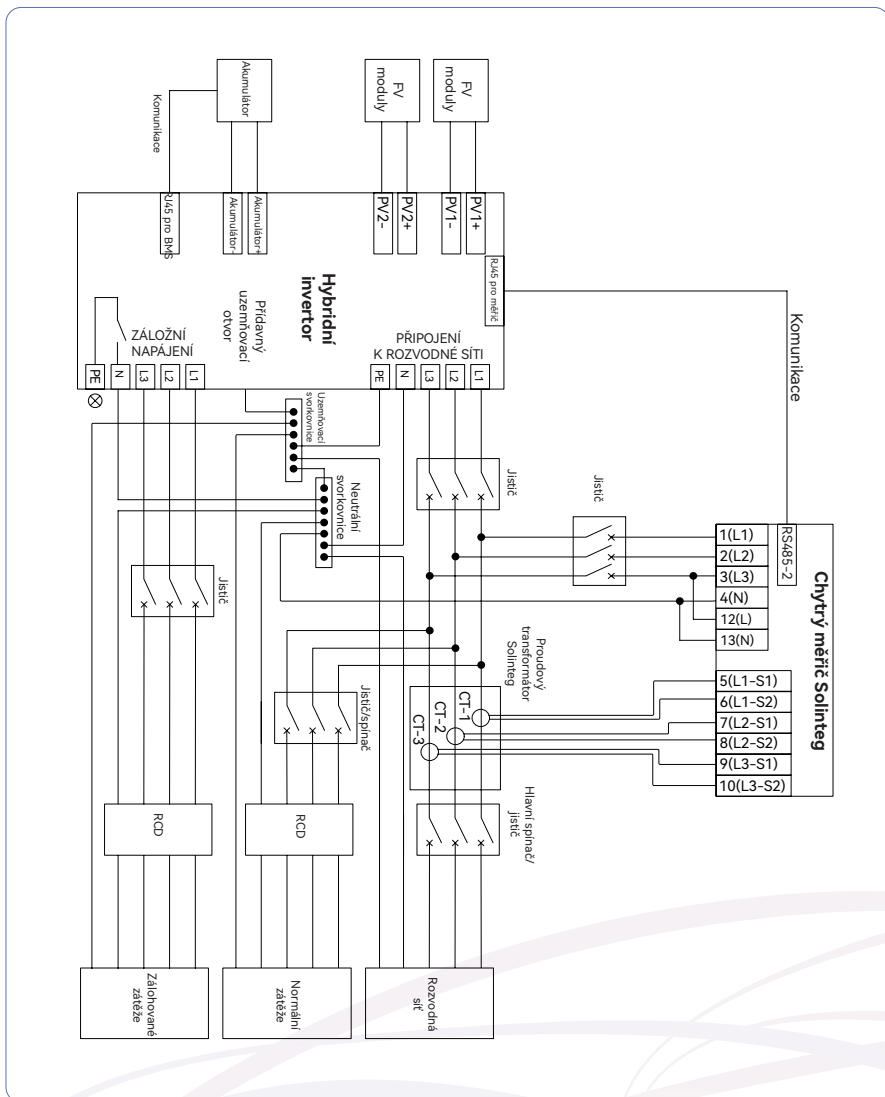 Akumulátor
Komunikace
FV
moduly
FV
moduly
RJ45 pro BMS
Akumulátor-
Akumulátor+
PV2-
PV2+
PV1-
PV1+
RJ45 pro měřič
Hybridní
invertor
Přídavný
uzemňovací
otvor
ZÁLOŽNÍ
NAPÁJENÍ
PŘIPOJENÍ
K ROZVODNÉ SÍTI
PE
N
L3
L2
L1
PE
N
L3
L2
L1
Komunikace
Uzemňovací
svorkovnice
Neutrální
svorkovnice
Jistič
Jistič
Jistič
RS485-2
Chytrý měřič Solinteg
1(L1)
2(L2)
3(L3)
4(N)
12(L)
13(N)
5(L1-S1)
6(L1-S2)
7(L2-S1)
8(L2-S2)
9(L3-S1)
10(L3-S2)
Proudový
transformátor
Solinteg
CT-1
CT-2
CT-3
Jistič/spínač
Hlavní spínač/
jistič
RCD
RCD
Zálohované
zátěže
Normální
zátěže
Rozvodná
síť